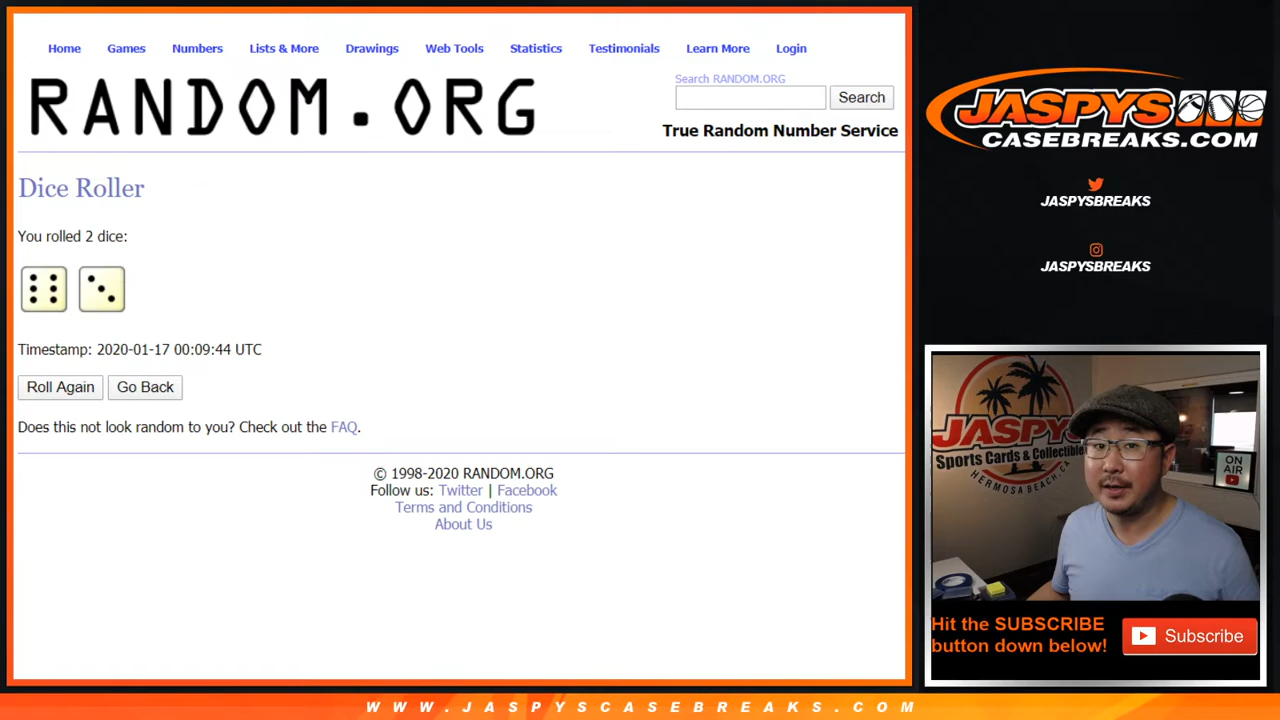 Home Games Numbers Lists & More Drawings Web Tools Statistics Testimonials Learn More Login
RANDOM.ORG
Search RANDOM.ORG
Search
True Random Number Service
Dice Roller
You rolled 2 dice:
Timestamp: 2020-01-17 00:09:44 UTC
Roll Again Go Back
Does this not look random to you? Check out the FAQ.
© 1998-2020 RANDOM.ORG
Follow us: Twitter | Facebook
Terms and Conditions
About Us
JASPYS
CASEBREAKS.COM
JASPYSBREAKS
JASPYSBREAKS
JASPYS
Sports Cards & Collectibles
HERMOSA BEACH, CA
ON
AIR
Hit the SUBSCRIBE
button down below!
Subscribe
WWW.JASPYSCASEBREAKS.COM